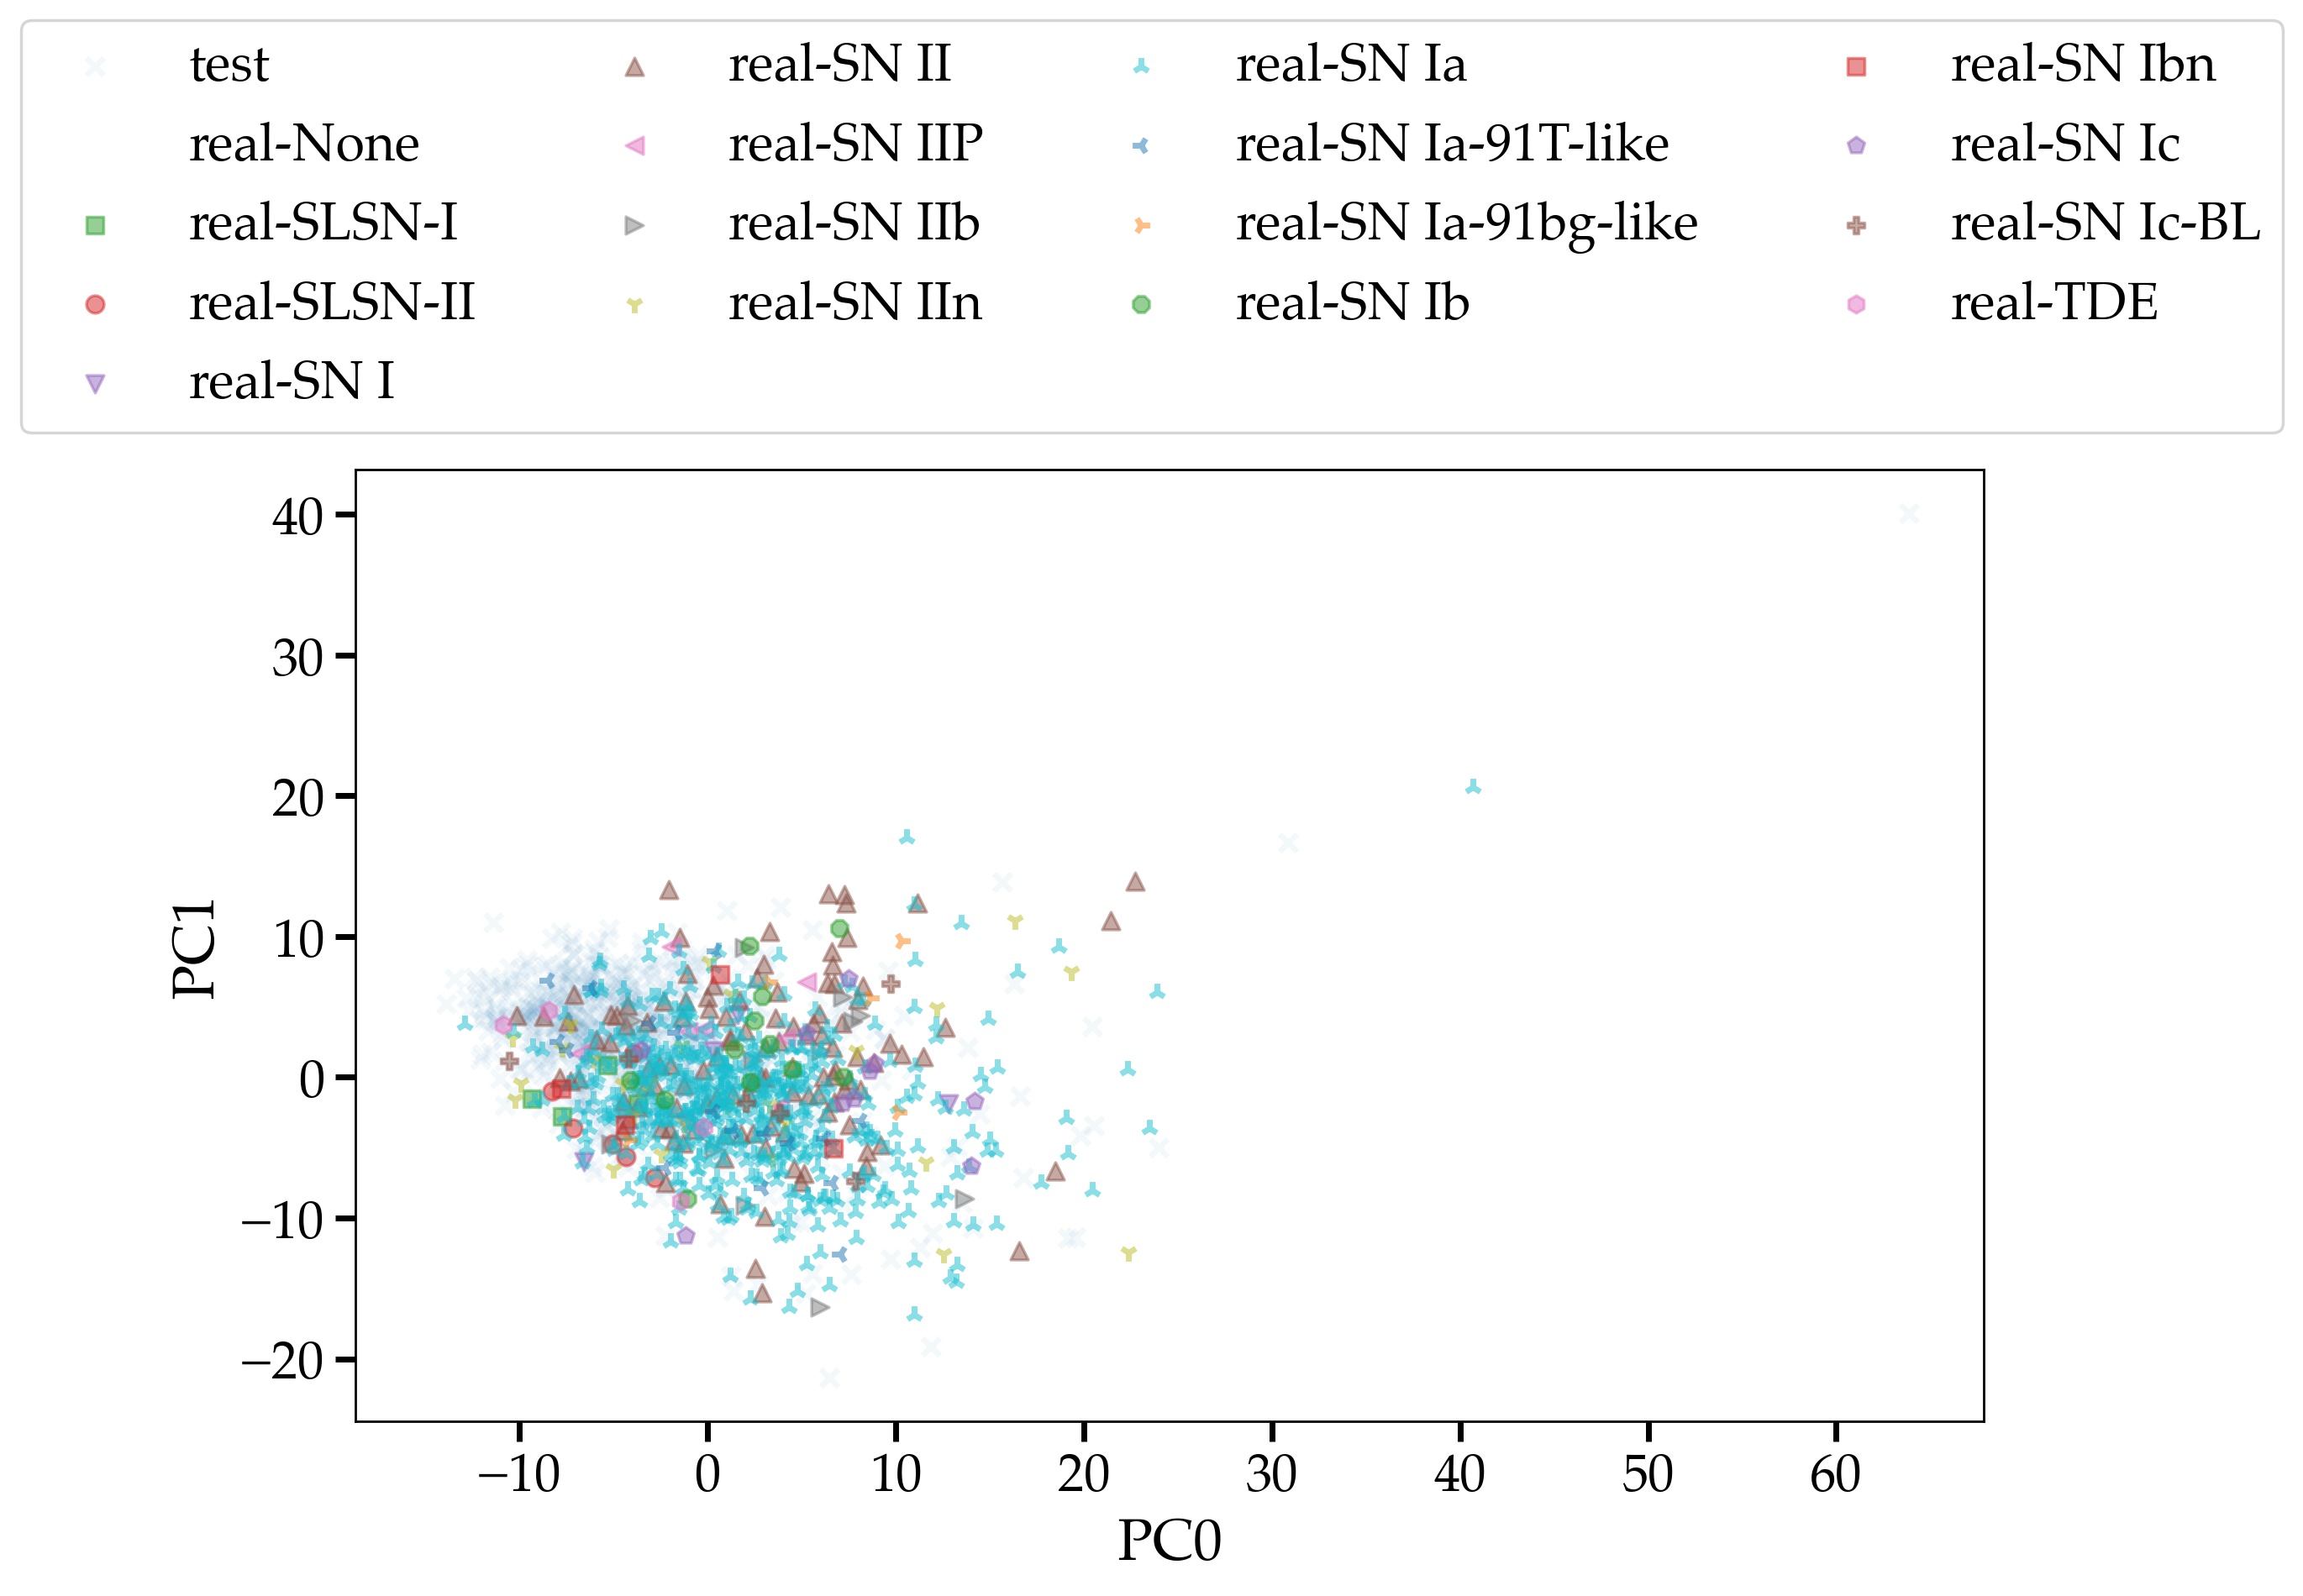 test
real-None
real-SLSN-I
real-SLSN-II
real-SN I
real-SN II
real-SN IIP
real-SN IIb
real-SN IIn
real-SN Ia
real-SN Ia-91T-like
real-SN Ia-91bg-like
real-SN Ib
real-SN Ibn
real-SN Ic
real-SN Ic-BL
real-TDE
40
30
20
10
0
−10
−20
PC1
−10 0 10 20 30 40 50 60
PC0